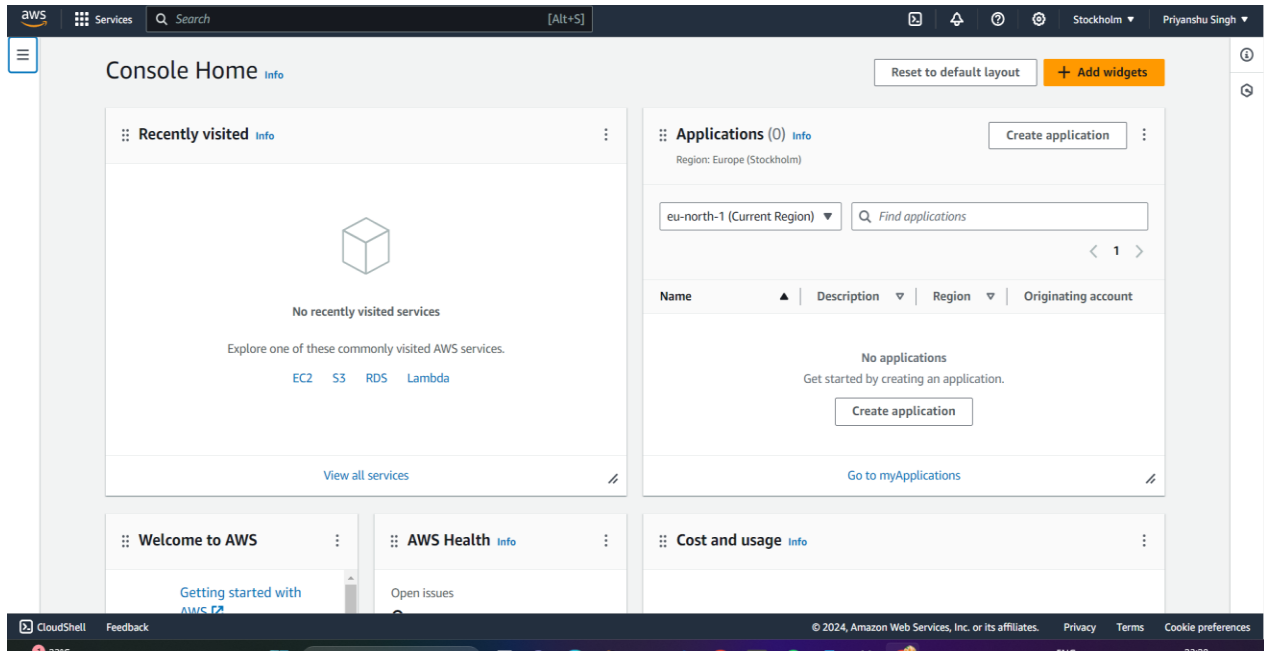 aws Services Search [Alt+S] Stockholm ▼ Priyanshu Singh ▼
Console Home Info
Reset to default layout
+ Add widgets
Recently visited Info
No recently visited services
Explore one of these commonly visited AWS services.
EC2 S3 RDS Lambda
View all services
Applications (0) Info
Region: Europe (Stockholm)
Create application
eu-north-1 (Current Region) ▼ Find applications
< 1 >
Name ▲ Description ▽ Region ▽ Originating account
No applications
Get started by creating an application.
Create application
Go to myApplications
Welcome to AWS
Getting started with
AWS
AWS Health Info
Open issues
Cost and usage Info
CloudShell Feedback © 2024, Amazon Web Services, Inc. or its affiliates. Privacy Terms Cookie preferences